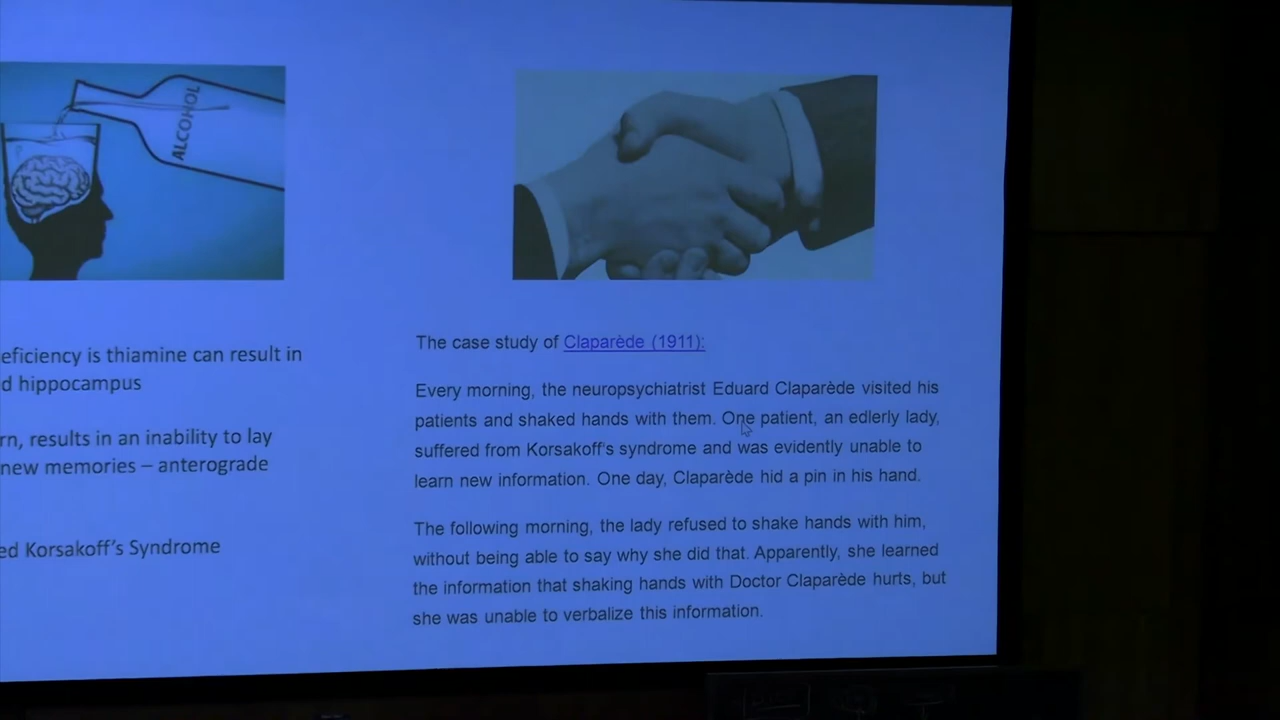 ALCOHOL
eficiency is thiamine can result in
d hippocampus
rn, results in an inability to lay
new memories – anterograde
ed Korsakoff's Syndrome
The case study of Claparède (1911):
Every morning, the neuropsychiatrist Eduard Claparède visited his
patients and shaked hands with them. One patient, an edlerly lady,
suffered from Korsakoff's syndrome and was evidently unable to
learn new information. One day, Claparède hid a pin in his hand.
The following morning, the lady refused to shake hands with him,
without being able to say why she did that. Apparently, she learned
the information that shaking hands with Doctor Claparède hurts, but
she was unable to verbalize this information.